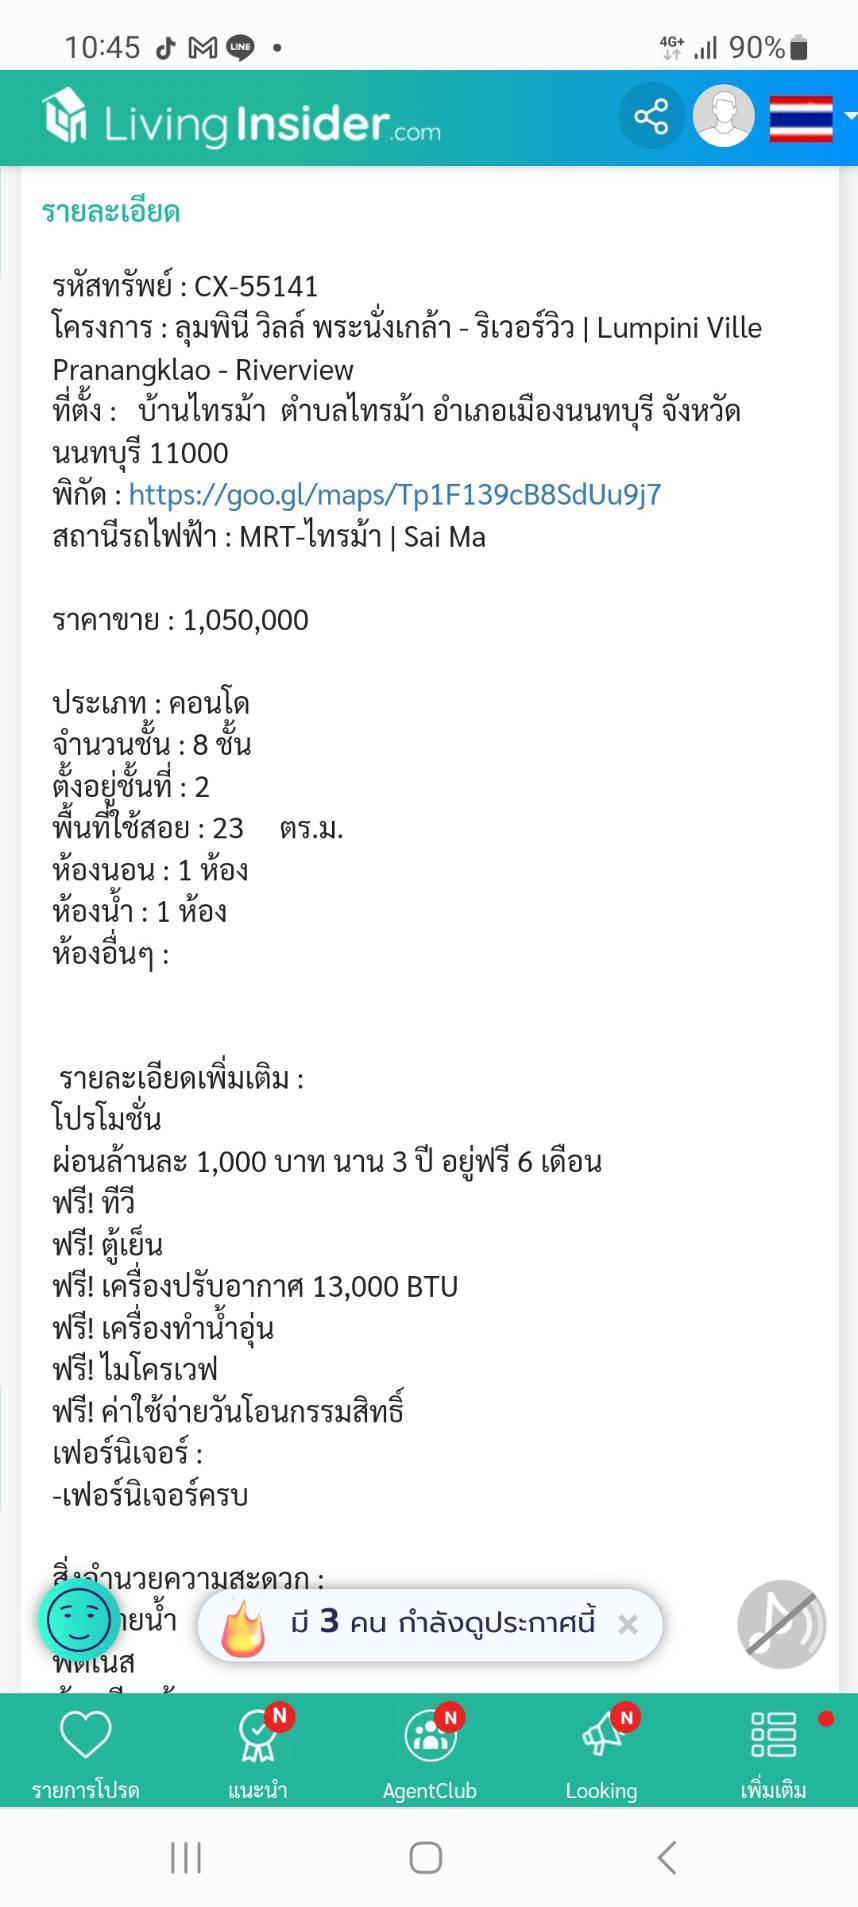 10:45 LINE 4G+ 90%
LivingInsider.com
รายละเอียด
รหัสทรัพย์ : CX-55141
โครงการ : ลุมพินี วิลล์ พระนั่งเกล้า - ริเวอร์วิว | Lumpini Ville
Pranangklao - Riverview
ที่ตั้ง : บ้านไทรม้า ตำบลไทรม้า อำเภอเมืองนนทบุรี จังหวัด
นนทบุรี 11000
พิกัด : https://goo.gl/maps/Tp1F139cB8SdUu9j7
สถานีรถไฟฟ้า : MRT-ไทรม้า | Sai Ma
ราคาขาย : 1,050,000
ประเภท : คอนโด
จำนวนชั้น : 8 ชั้น
ตั้งอยู่ชั้นที่ : 2
พื้นที่ใช้สอย : 23 ตร.ม.
ห้องนอน : 1 ห้อง
ห้องน้ำ : 1 ห้อง
ห้องอื่นๆ :
รายละเอียดเพิ่มเติม :
โปรโมชั่น
ผ่อนล้านละ 1,000 บาท นาน 3 ปี อยู่ฟรี 6 เดือน
ฟรี! ทีวี
ฟรี! ตู้เย็น
ฟรี! เครื่องปรับอากาศ 13,000 BTU
ฟรี! เครื่องทำน้ำอุ่น
ฟรี! ไมโครเวฟ
ฟรี! ค่าใช้จ่ายวันโอนกรรมสิทธิ์
เฟอร์นิเจอร์ :
-เฟอร์นิเจอร์ครบ
สิ่งอำนวยความสะดวก :
มี 3 คน กำลังดูประกาศนี้
ฟิตเนส
N N N
รายการโปรด แนะนำ AgentClub Looking เพิ่มเติม